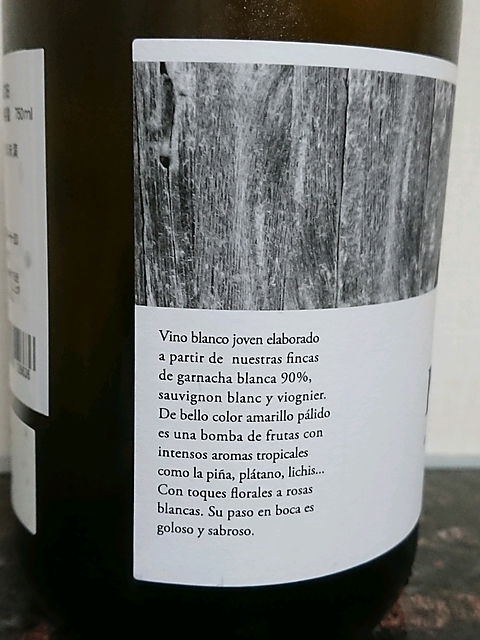 750ml
Vino blanco joven elaborado
a partir de nuestras fincas
de garnacha blanca 90%,
sauvignon blanc y viognier.
De bello color amarillo pálido
es una bomba de frutas con
intensos aromas tropicales
como la piña, plátano, lichis...
Con toques florales a rosas
blancas. Su paso en boca es
goloso y sabroso.